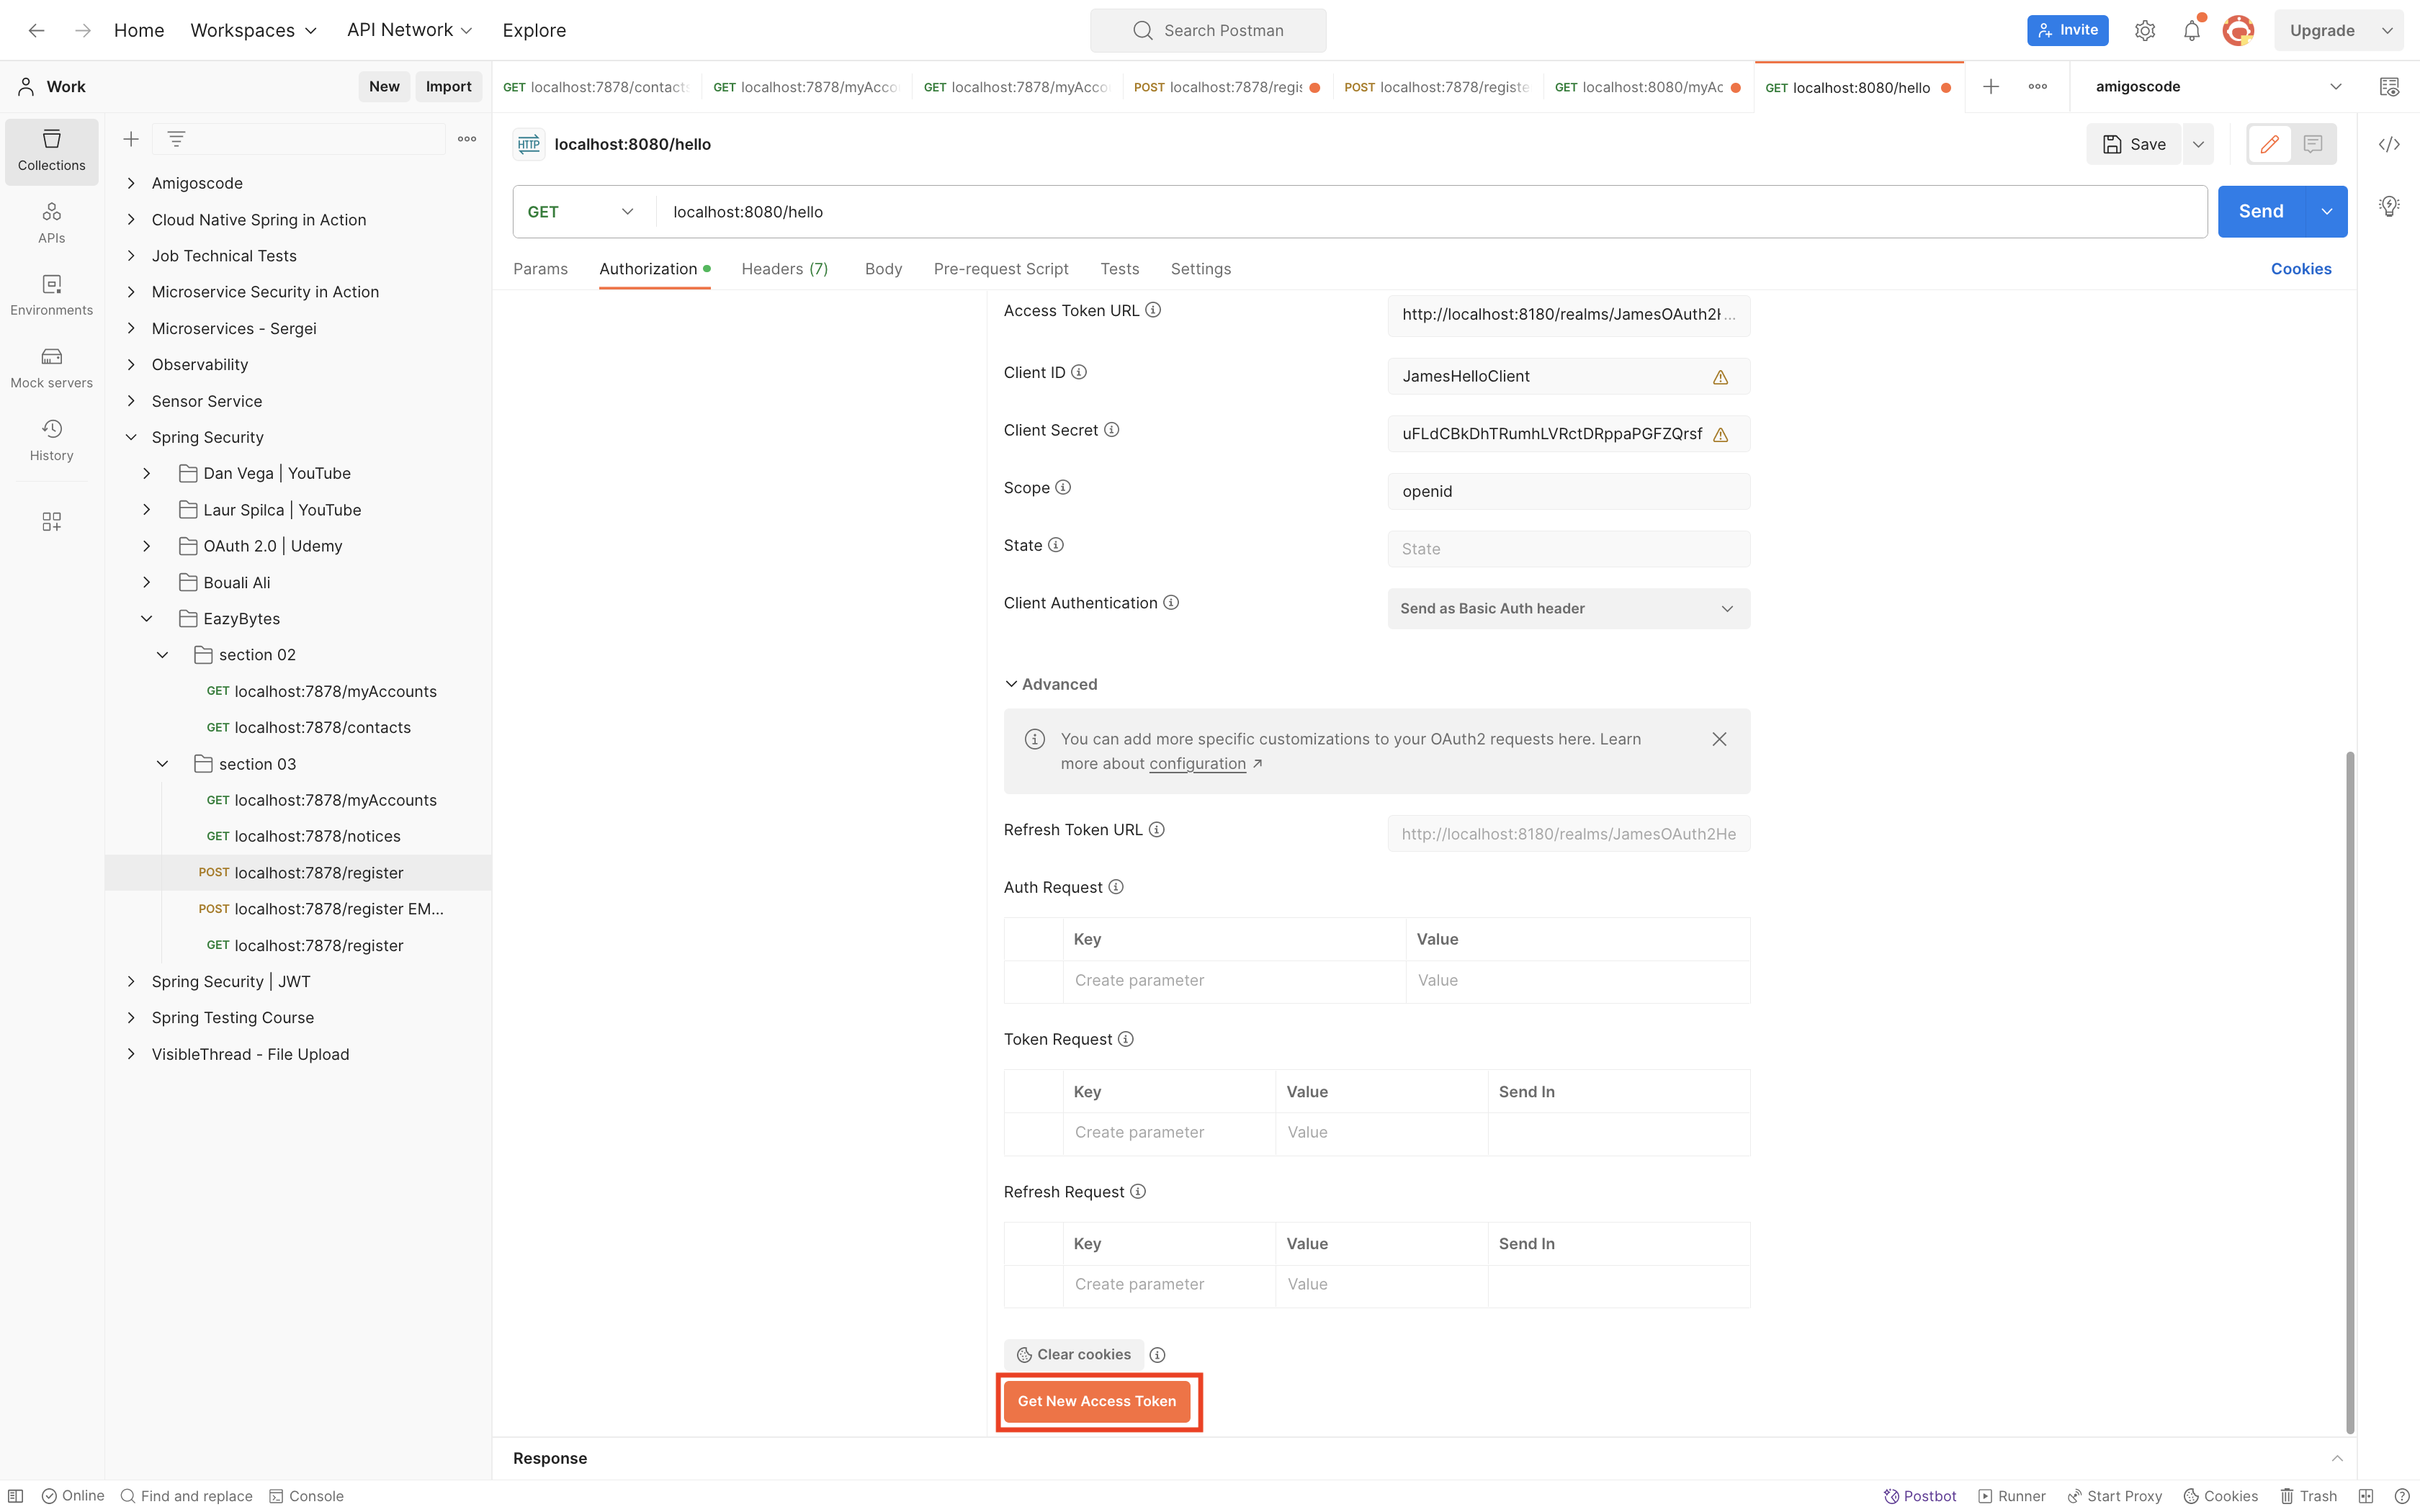 Home Workspaces API Network Explore
Search Postman
Invite Upgrade
Work New Import
GET localhost:7878/contact
GET localhost:7878/myAcco
GET localhost:7878/myAcco
POST localhost:7878/regis
POST localhost:7878/registe
GET localhost:8080/myAc
GET localhost:8080/hello
amigoscode
Collections
APIs
Environments
Mock servers
History
Amigoscode
Cloud Native Spring in Action
Job Technical Tests
Microservice Security in Action
Microservices - Sergei
Observability
Sensor Service
Spring Security
Dan Vega | YouTube
Laur Spilca | YouTube
OAuth 2.0 | Udemy
Bouali Ali
EazyBytes
section 02
GET localhost:7878/myAccounts
GET localhost:7878/contacts
section 03
GET localhost:7878/myAccounts
GET localhost:7878/notices
POST localhost:7878/register
POST localhost:7878/register EM...
GET localhost:7878/register
Spring Security | JWT
Spring Testing Course
VisibleThread - File Upload
HTTP localhost:8080/hello
Save
GET localhost:8080/hello
Send
Params Authorization Headers (7) Body Pre-request Script Tests Settings Cookies
Access Token URL http://localhost:8180/realms/JamesOAuth2H...
Client ID JamesHelloClient
Client Secret uFLdCBkDhTRumhLVRctDRppaPGFZQrsf
Scope openid
State State
Client Authentication Send as Basic Auth header
Advanced
You can add more specific customizations to your OAuth2 requests here. Learn
more about configuration ↗
Refresh Token URL http://localhost:8180/realms/JamesOAuth2He
Auth Request
Key Value
Create parameter Value
Token Request
Key Value Send In
Create parameter Value
Refresh Request
Key Value Send In
Create parameter Value
Clear cookies
Get New Access Token
Response
Online Find and replace Console
Postbot Runner Start Proxy Cookies Trash